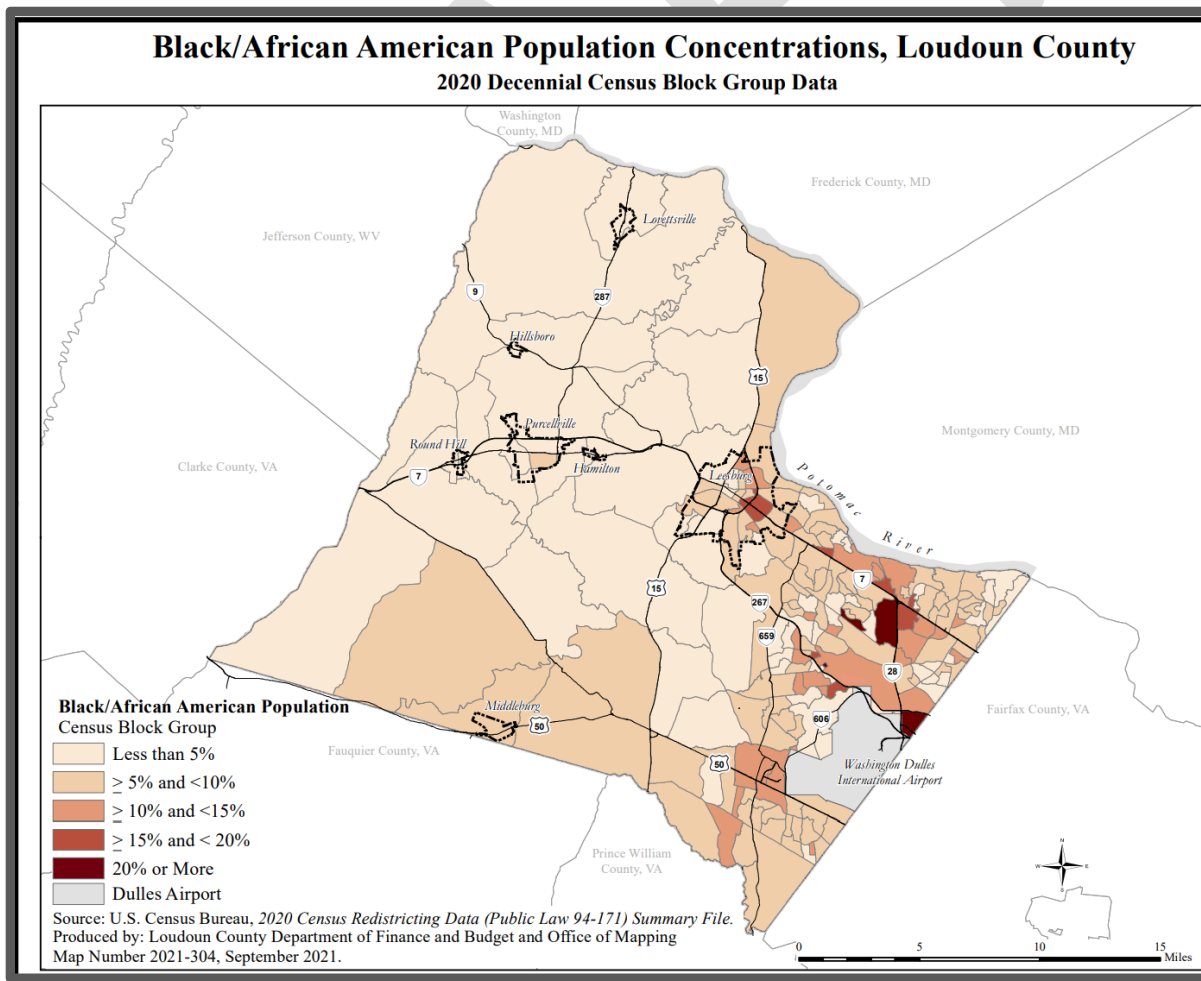 Black/African American Population Concentrations, Loudoun County
2020 Decennial Census Block Group Data
Washington
County, MD
Frederick County, MD
Jefferson County, WV
Lovettsville
9
287
Hillsboro
15
Montgomery County, MD
Purcellville
Round Hill
Hamilton
Clarke County, VA
7
Leesburg
Potomac River
7
15
267
659
28
Fairfax County, VA
606
Middleburg
50
Fauquier County, VA
50
Washington Dulles
International Airport
Prince William
County, VA
Black/African American Population
Census Block Group
Less than 5%
≥ 5% and <10%
≥ 10% and <15%
≥ 15% and < 20%
20% or More
Dulles Airport
Source: U.S. Census Bureau, 2020 Census Redistricting Data (Public Law 94-171) Summary File.
Produced by: Loudoun County Department of Finance and Budget and Office of Mapping
Map Number 2021-304, September 2021.
N
W E
S
0 5 10 15
Miles